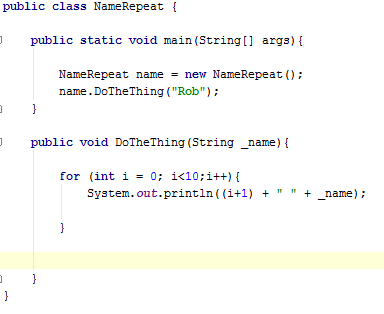 public class NameRepeat {
public static void main(String[] args){
NameRepeat name = new NameRepeat();
name.DoTheThing("Rob");
}
public void DoTheThing(String _name){
for (int i = 0; i<10;i++){
System.out.println((i+1) + " " + _name);
}
}
}